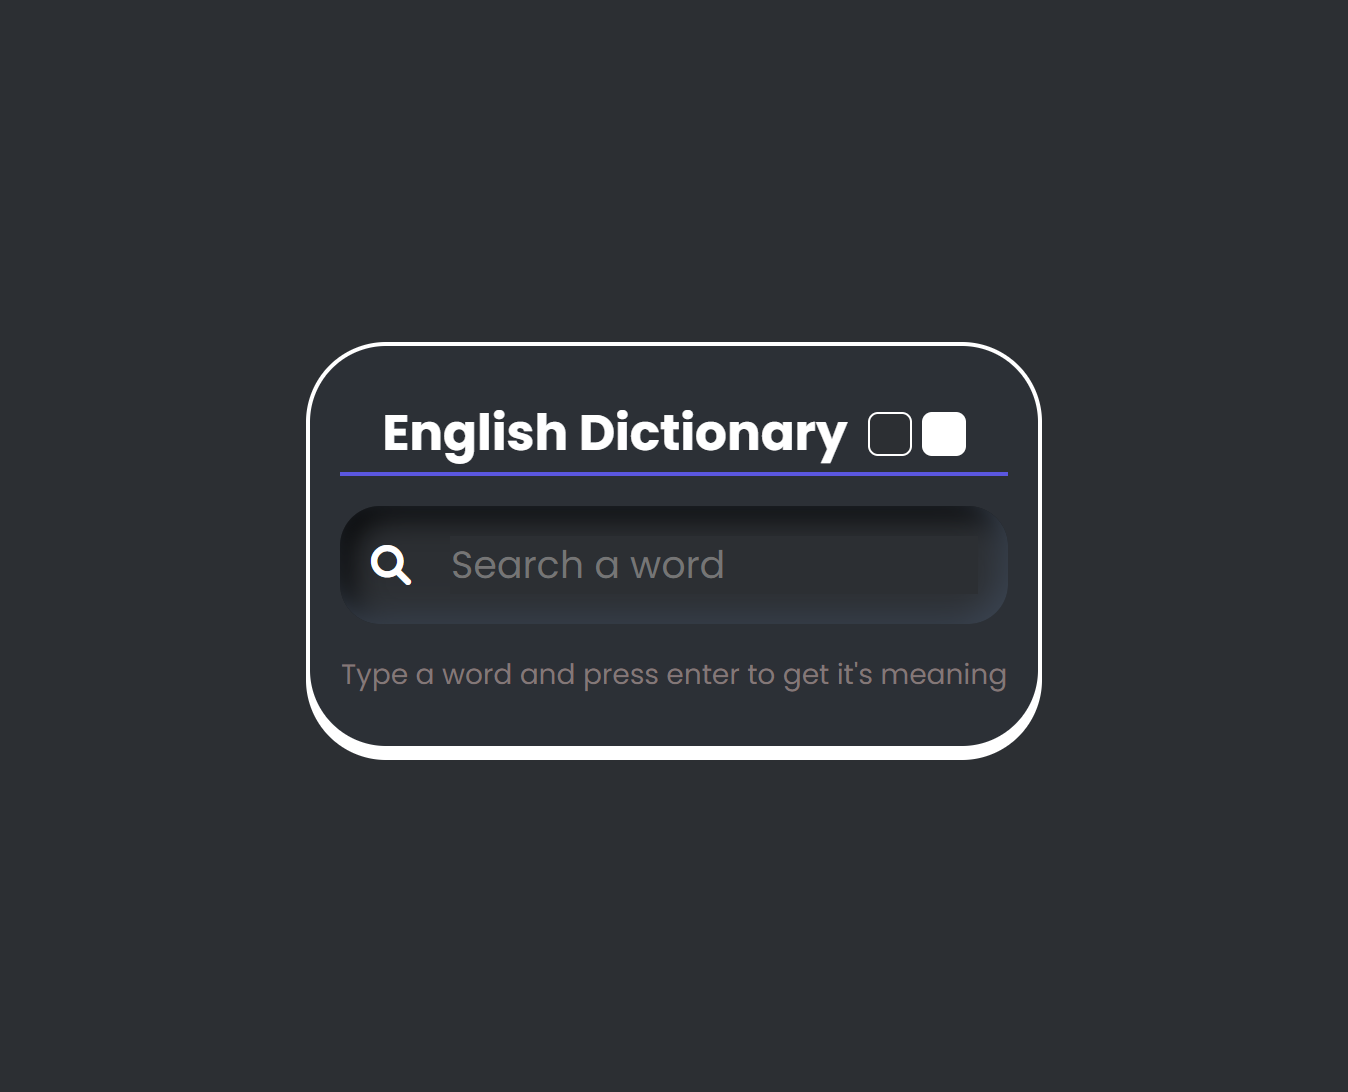 English Dictionary
Search a word
Type a word and press enter to get it's meaning